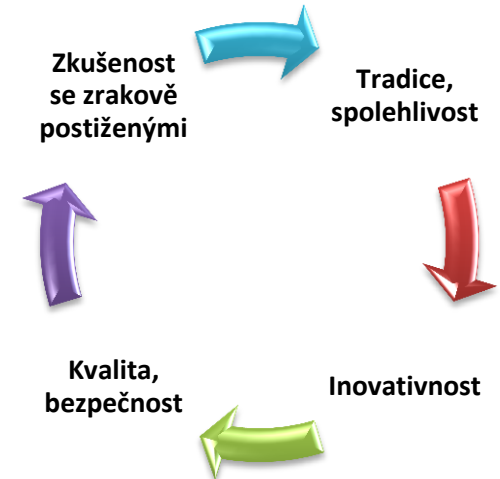 Zkušenost
se zrakově
postiženými
Tradice,
spolehlivost
Kvalita,
bezpečnost
Inovativnost